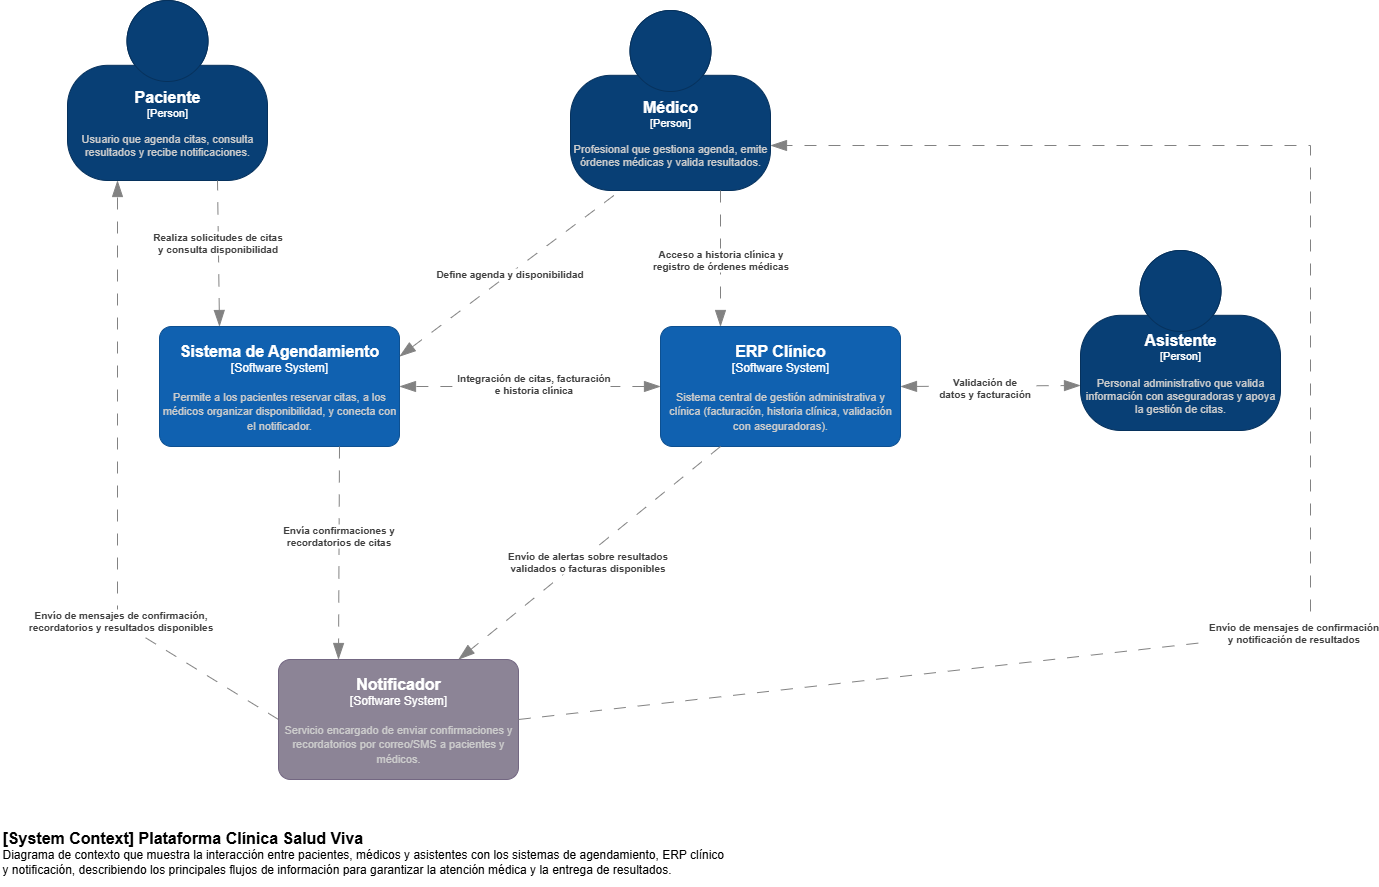 Paciente
[Person]
Usuario que agenda citas, consulta
resultados y recibe notificaciones.
Médico
[Person]
Profesional que gestiona agenda, emite
órdenes médicas y valida resultados.
Realiza solicitudes de citas
y consulta disponibilidad
Define agenda y disponibilidad
Acceso a historia clínica y
registro de órdenes médicas
Asistente
[Person]
Personal administrativo que valida
información con aseguradoras y apoya
la gestión de citas.
Sistema de Agendamiento
[Software System]
Permite a los pacientes reservar citas, a los
médicos organizar disponibilidad, y conecta con
el notificador.
Integración de citas, facturación
e historia clínica
ERP Clínico
[Software System]
Sistema central de gestión administrativa y
clínica (facturación, historia clínica, validación
con aseguradoras).
Validación de
datos y facturación
Envía confirmaciones y
recordatorios de citas
Envío de alertas sobre resultados
validados o facturas disponibles
Envío de mensajes de confirmación,
recordatorios y resultados disponibles
Envío de mensajes de confirmación
y notificación de resultados
Notificador
[Software System]
Servicio encargado de enviar confirmaciones y
recordatorios por correo/SMS a pacientes y
médicos.
[System Context] Plataforma Clínica Salud Viva
Diagrama de contexto que muestra la interacción entre pacientes, médicos y asistentes con los sistemas de agendamiento, ERP clínico
y notificación, describiendo los principales flujos de información para garantizar la atención médica y la entrega de resultados.